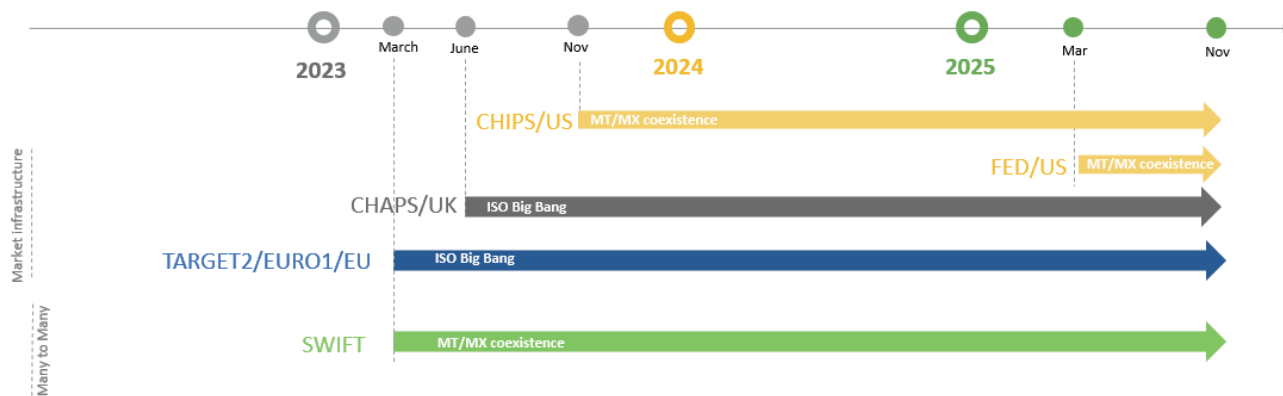 March
June
Nov
Mar
Nov
2023
2024
2025
CHIPS/US
MT/MX coexistence
FED/US
MT/MX coexistence
CHAPS/UK
ISO Big Bang
TARGET2/EURO1/EU
ISO Big Bang
SWIFT
MT/MX coexistence
Market infrastructure
Many to Many